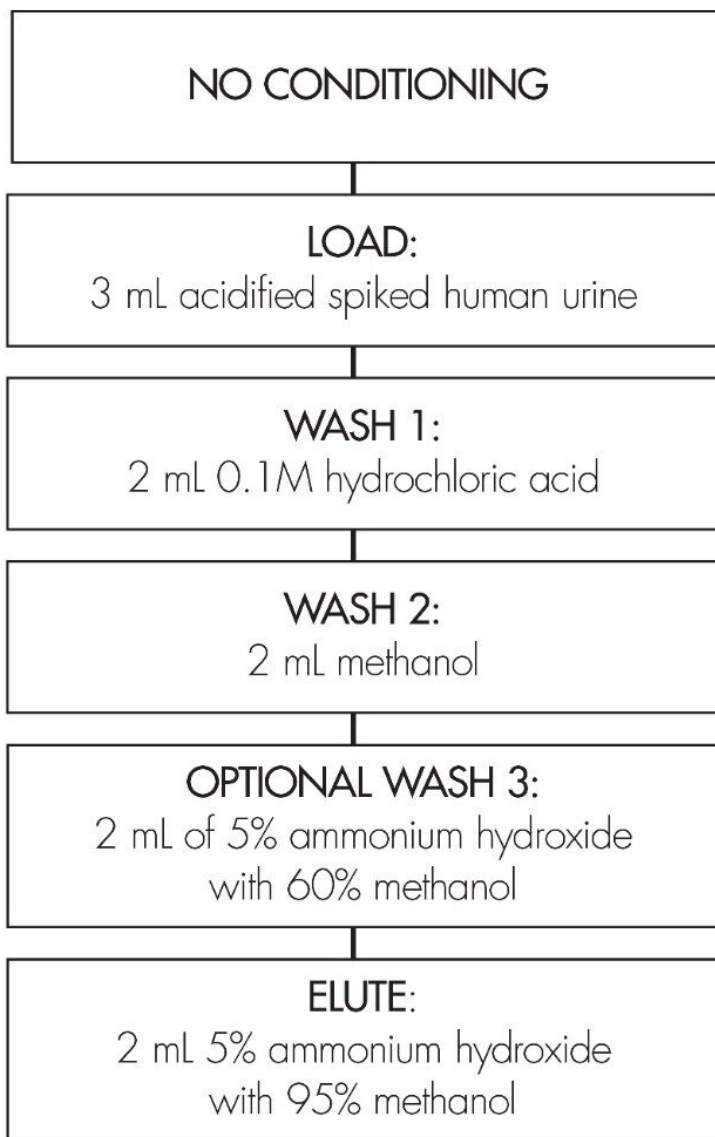 NO CONDITIONING
LOAD:
3 mL acidified spiked human urine
WASH 1:
2 mL 0.1M hydrochloric acid
WASH 2:
2 mL methanol
OPTIONAL WASH 3:
2 mL of 5% ammonium hydroxide
with 60% methanol
ELUTE:
2 mL 5% ammonium hydroxide
with 95% methanol